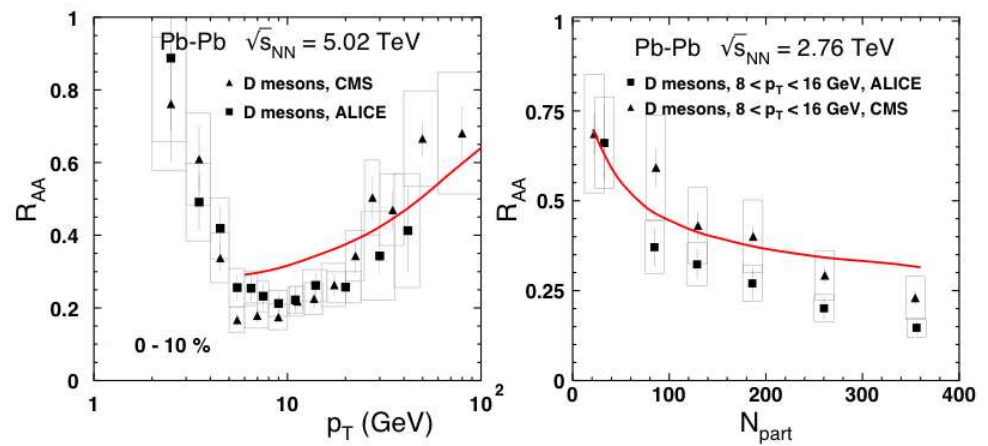 Pb-Pb √sNN = 5.02 TeV
▲ D mesons, CMS
■ D mesons, ALICE
RAA
1
0.8
0.6
0.4
0.2
0
0 - 10 %
1 10 10²
pT (GeV)
Pb-Pb √sNN = 2.76 TeV
■ D mesons, 8 < pT < 16 GeV, ALICE
▲ D mesons, 8 < pT < 16 GeV, CMS
RAA
1
0.75
0.5
0.25
0
0 100 200 300 400
Npart